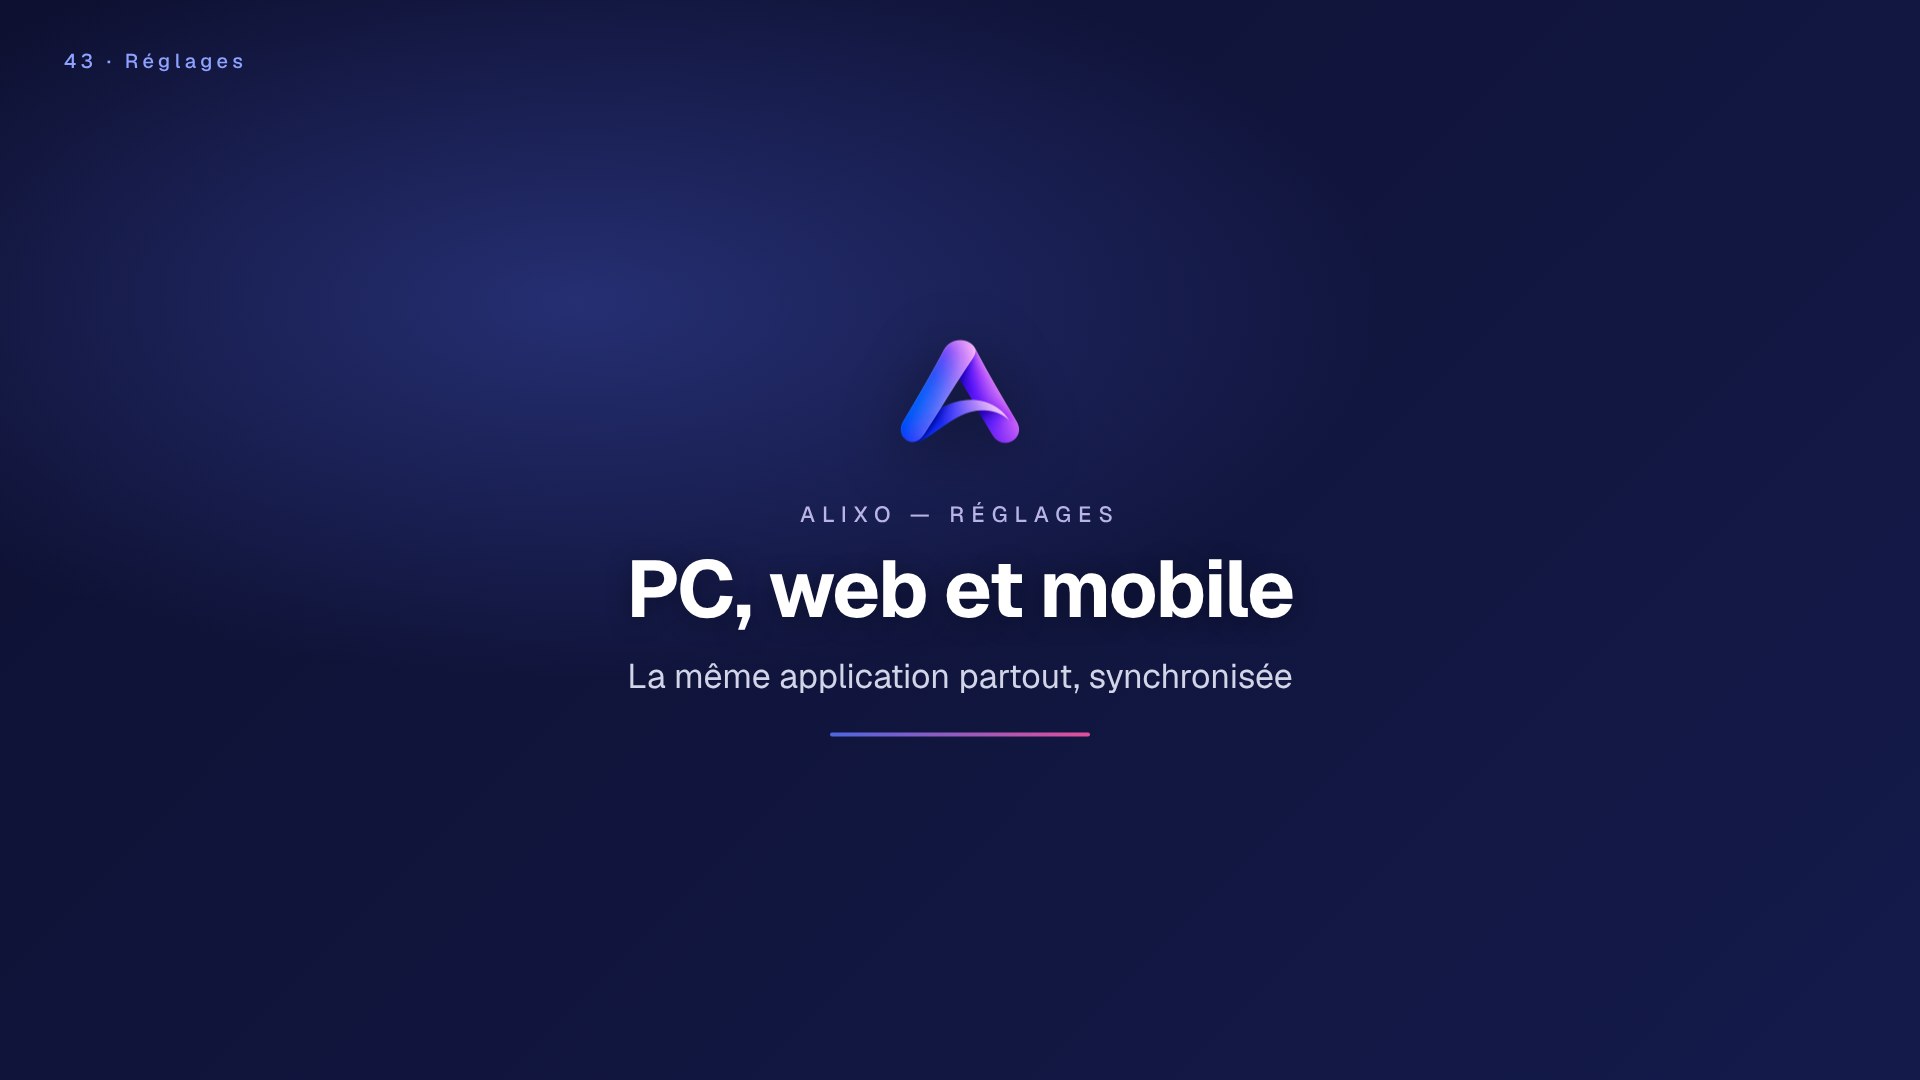 43 · Réglages
ALIXO — RÉGLAGES
PC, web et mobile
La même application partout, synchronisée